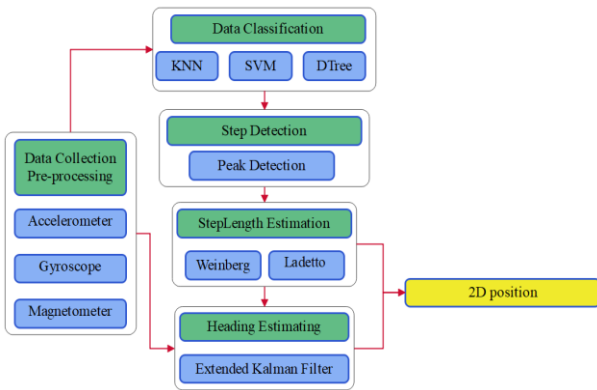 Data Classification
KNN
SVM
DTree
Step Detection
Peak Detection
Data Collection
Pre-processing
Accelerometer
Gyroscope
Magnetometer
StepLength Estimation
Weinberg
Ladetto
Heading Estimating
Extended Kalman Filter
2D position